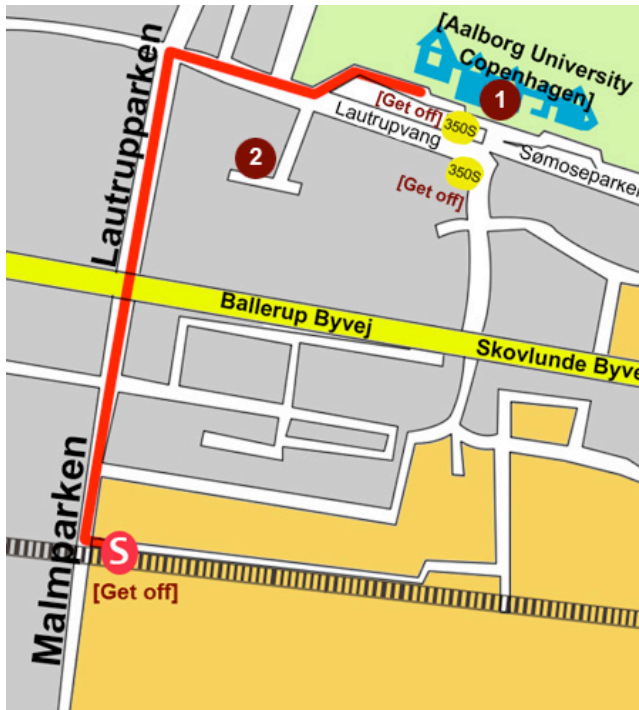 [Aalborg University
Copenhagen]
1
[Get off]
350S
Lautrupvang
Sømoseparken
350S
[Get off]
2
Lautrupparken
Ballerup Byvej
Skovlunde Byve
Malmparken
S
[Get off]